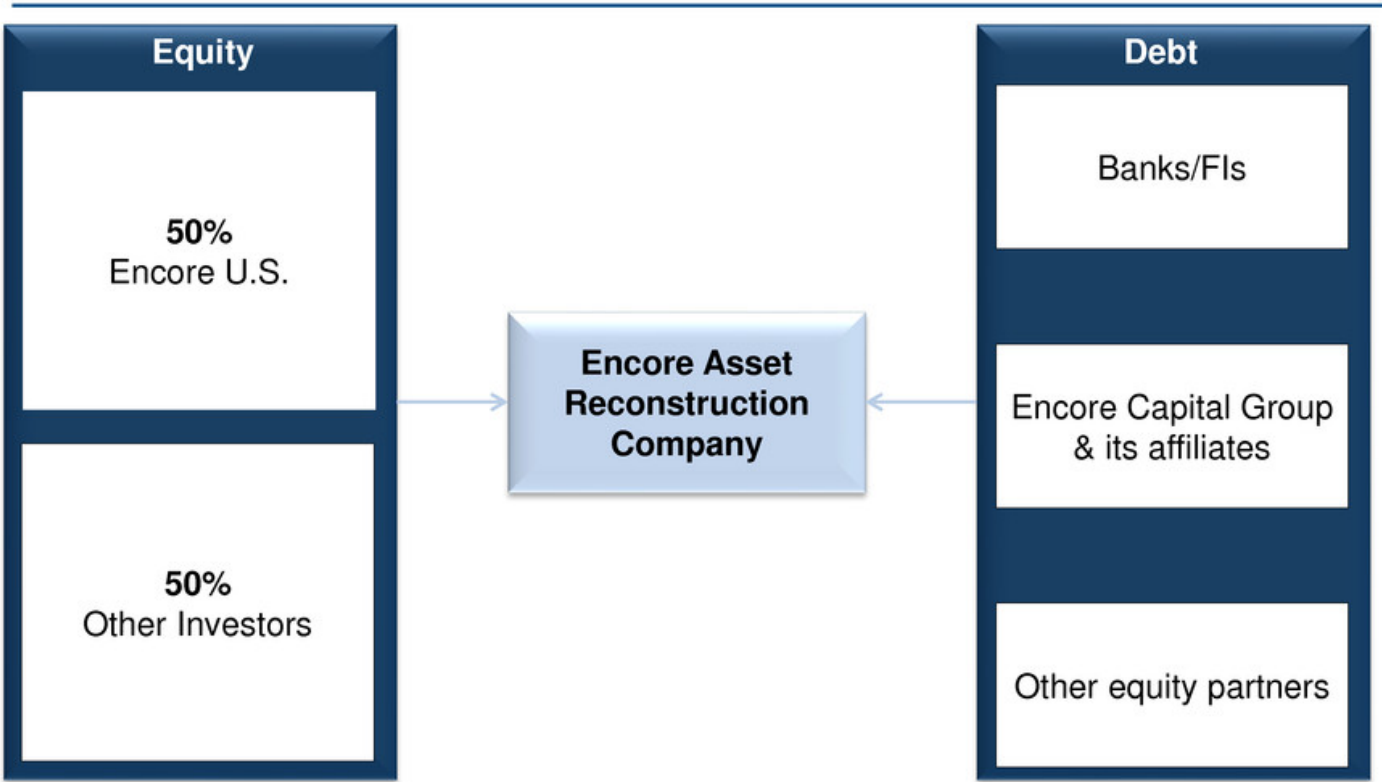 Equity
50%
Encore U.S.
50%
Other Investors
Encore Asset
Reconstruction
Company
Debt
Banks/FIs
Encore Capital Group
& its affiliates
Other equity partners